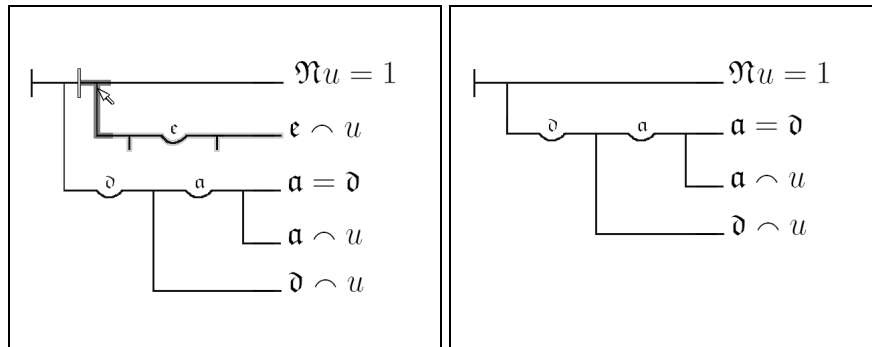 𝔑u = 1
𝔢
𝔢 ⌢ u
𝔡 𝔞
𝔞 = 𝔡
𝔞 ⌢ u
𝔡 ⌢ u
𝔑u = 1
𝔡 𝔞
𝔞 = 𝔡
𝔞 ⌢ u
𝔡 ⌢ u